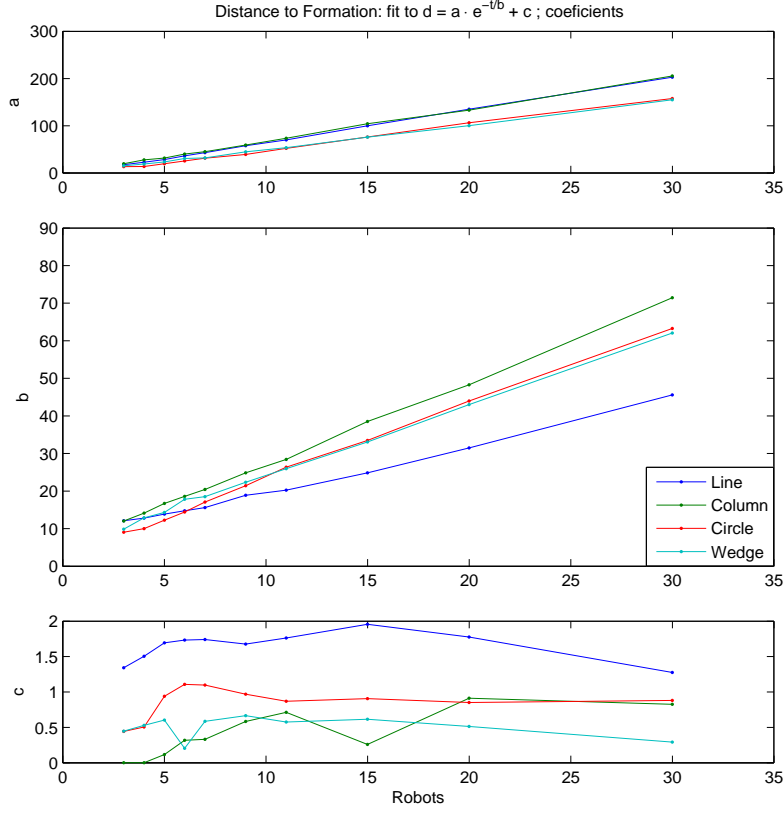 Distance to Formation: fit to d = a · e^−t/b + c ; coeficients
300
200
100
0
a
0 5 10 15 20 25 30 35
90
80
70
60
50
40
30
20
10
0
b
Line
Column
Circle
Wedge
0 5 10 15 20 25 30 35
2
1.5
1
0.5
0
c
0 5 10 15 20 25 30 35
Robots